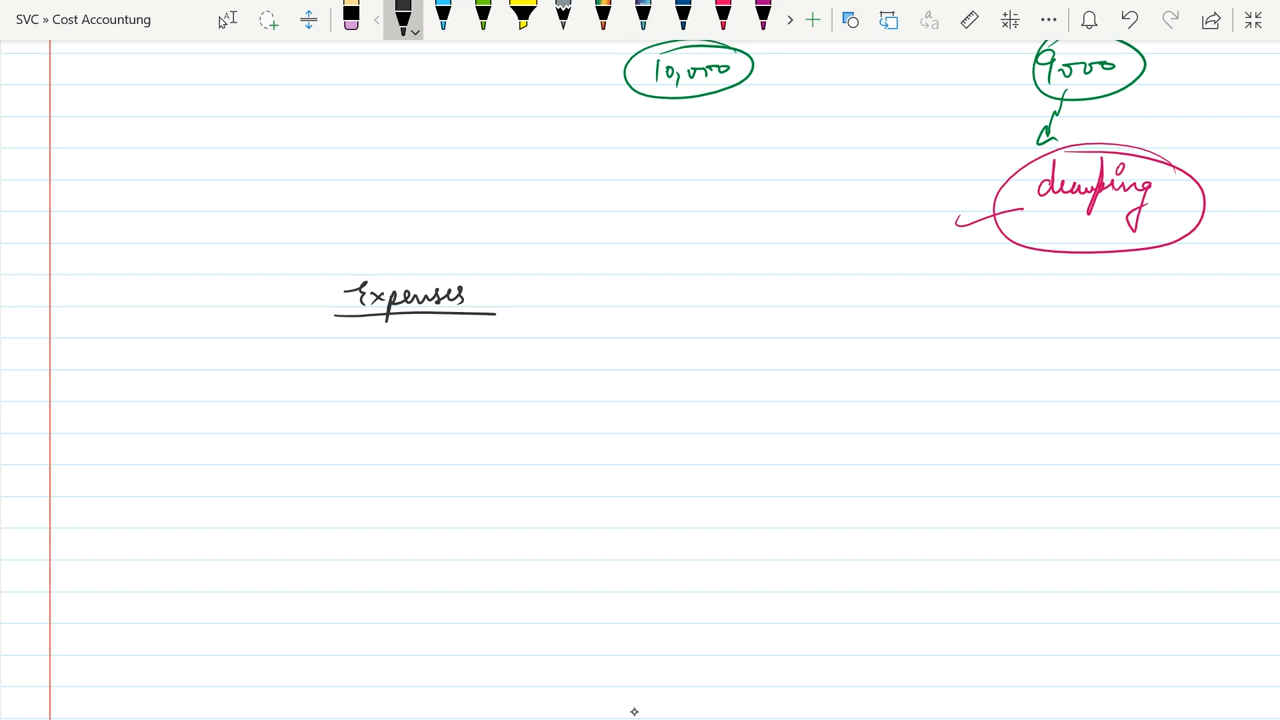 SVC » Cost Accountung
10,000
9000
dumping
Expenses